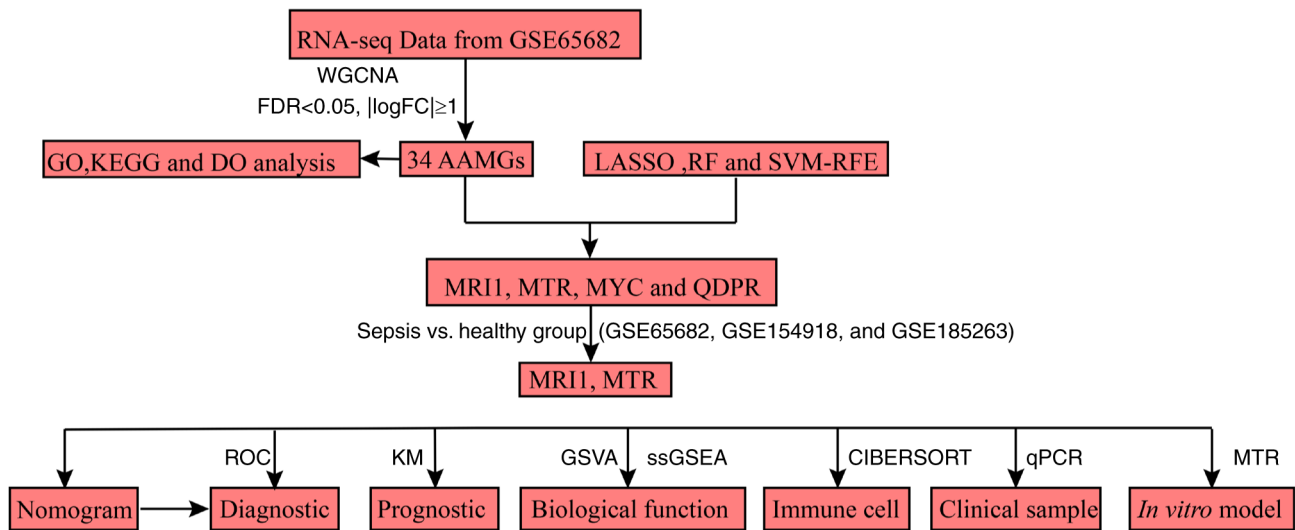 RNA-seq Data from GSE65682
WGCNA
FDR<0.05, |logFC|≥1
GO,KEGG and DO analysis
34 AAMGs
LASSO ,RF and SVM-RFE
MRI1, MTR, MYC and QDPR
Sepsis vs. healthy group (GSE65682, GSE154918, and GSE185263)
MRI1, MTR
ROC
KM
GSVA
ssGSEA
CIBERSORT
qPCR
MTR
Nomogram
Diagnostic
Prognostic
Biological function
Immune cell
Clinical sample
In vitro model